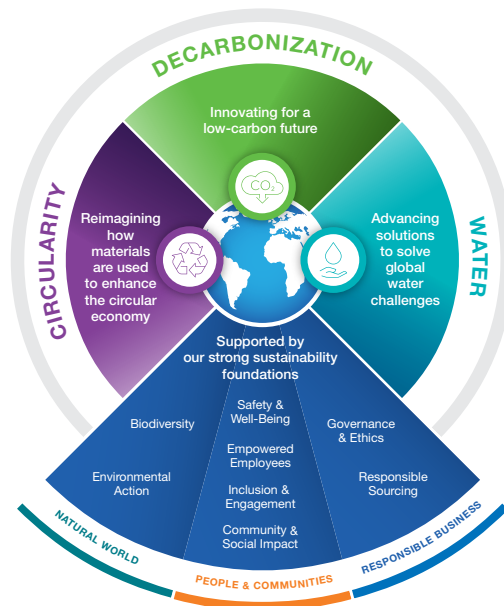 DECARBONIZATION
Innovating for a
low-carbon future
CO2
CIRCULARITY
Reimagining
how
materials
are used
to enhance
the circular
economy
WATER
Advancing
solutions
to solve
global
water
challenges
Supported by
our strong sustainability
foundations
Biodiversity
Environmental
Action
Safety &
Well-Being
Empowered
Employees
Inclusion &
Engagement
Community &
Social Impact
Governance
& Ethics
Responsible
Sourcing
NATURAL WORLD
PEOPLE & COMMUNITIES
RESPONSIBLE BUSINESS